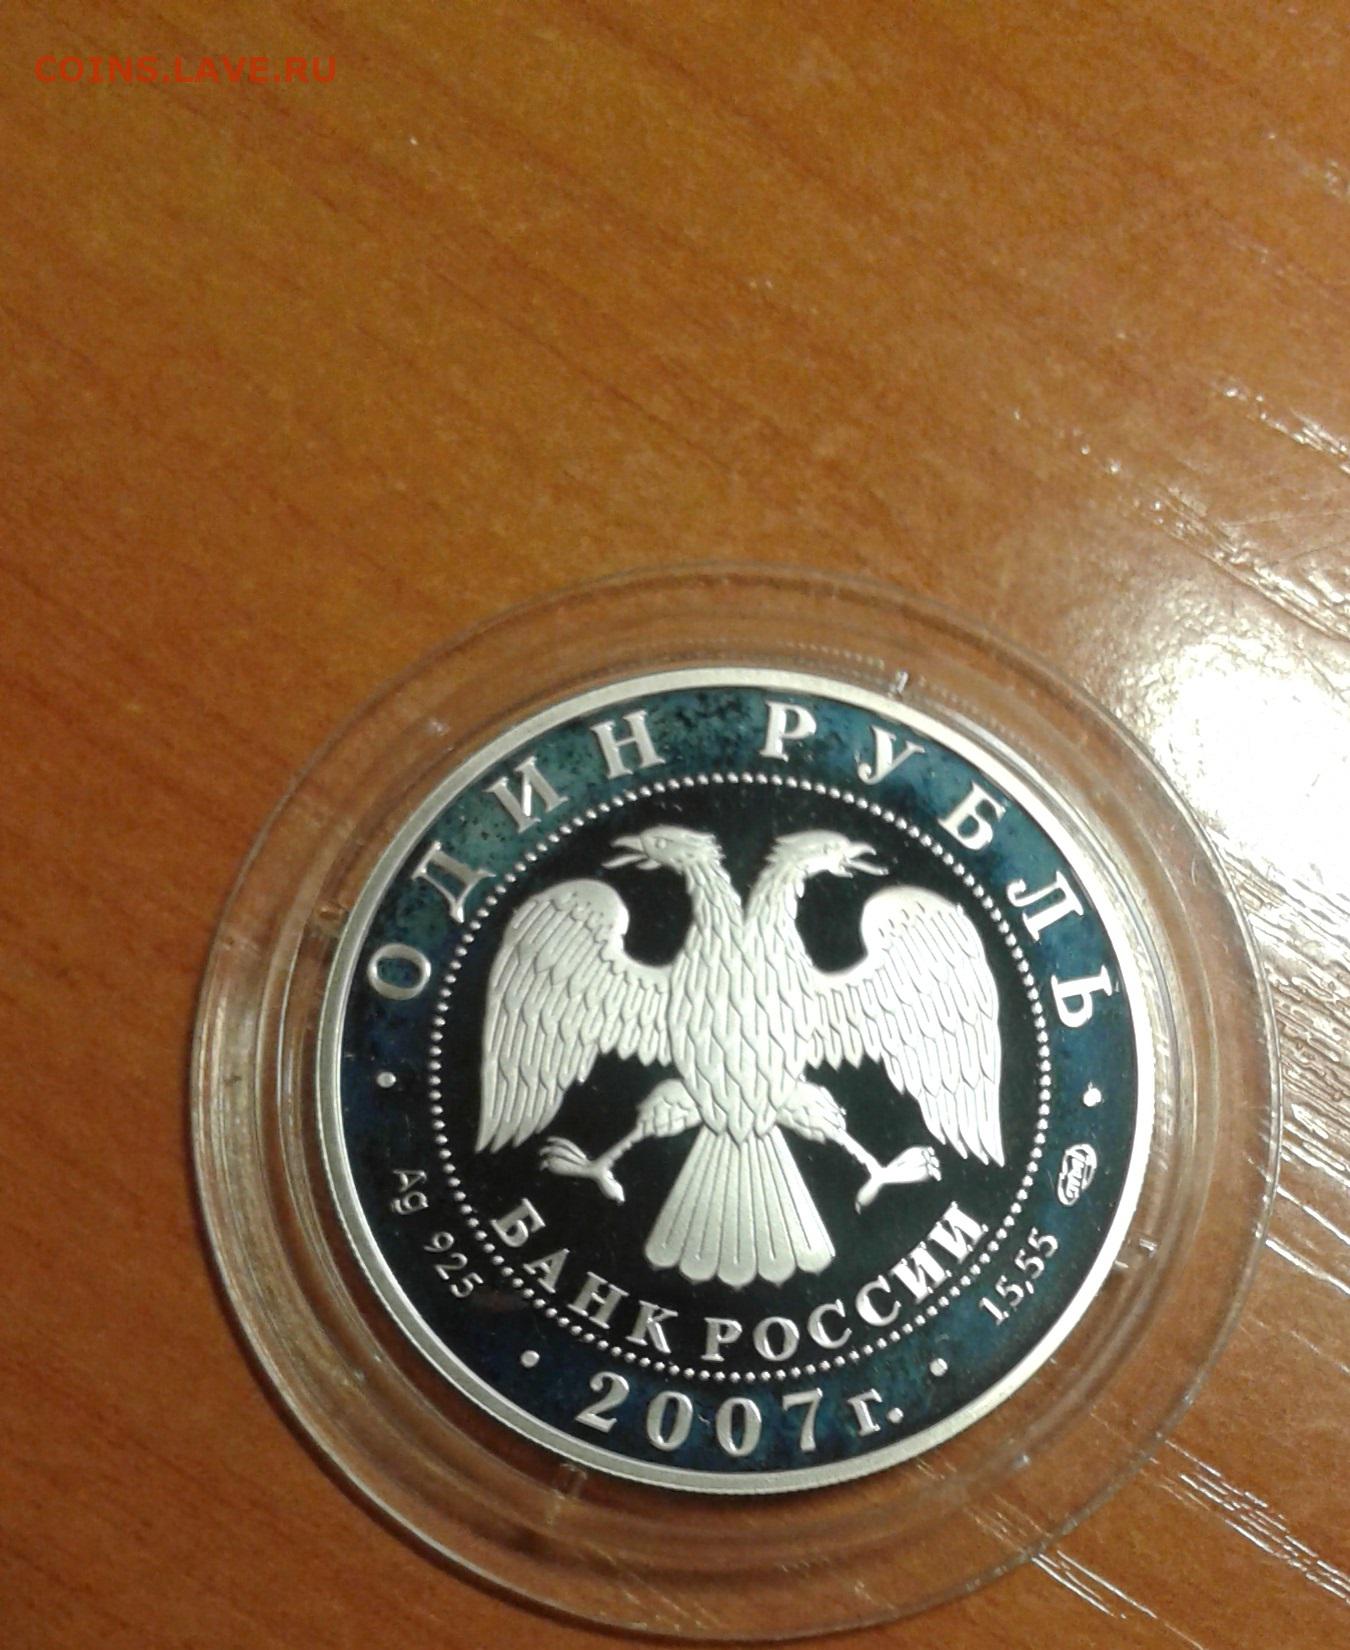 COINS.LAVE.RU
ОДИН РУБЛЬ
Ag 925
БАНК РОССИИ
15,55
2007 г.